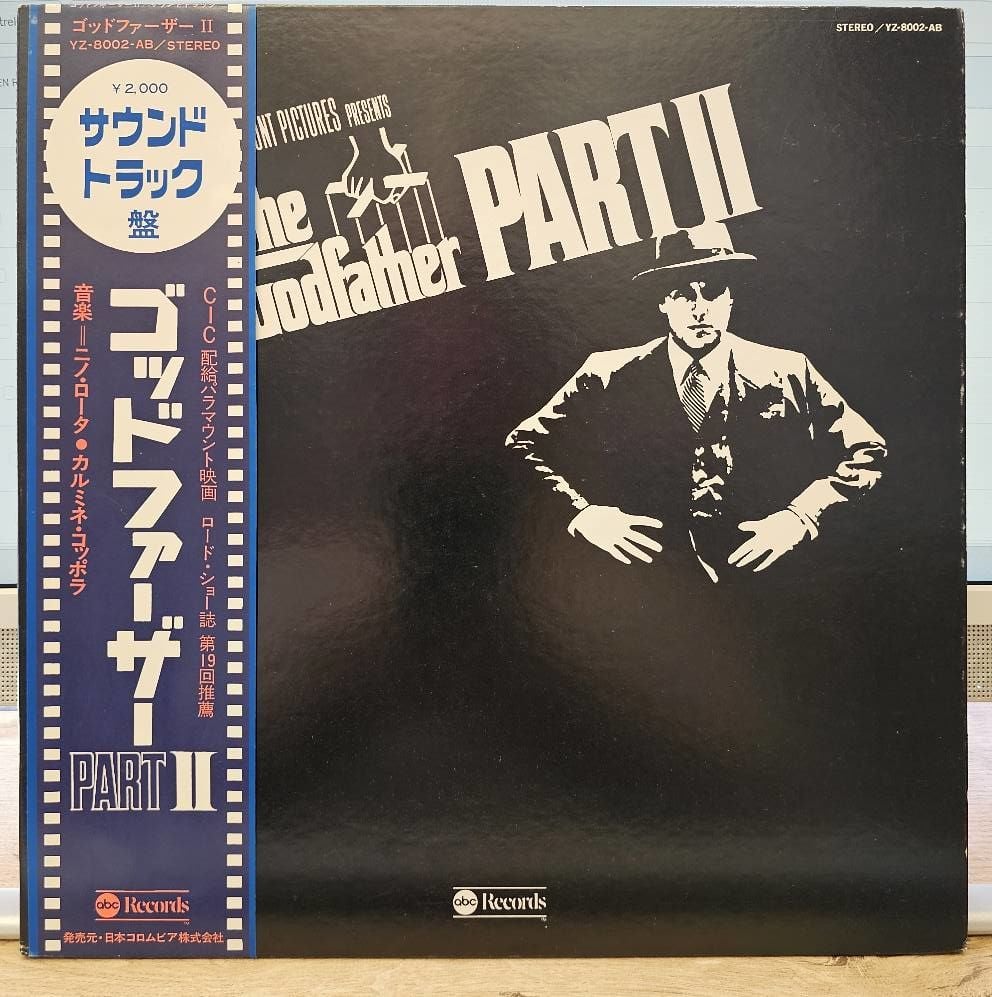 ゴッドファーザー II
YZ-8002-AB/STEREO
¥2,000
サウンド
トラック
盤
CIC配給パラマウント映画 ロード・ショー誌 第19回推薦
ゴッドファーザー
PART II
音楽=ニノ・ロータ●カルミネ・コッポラ
abc Records
TM
発売元・日本コロムビア株式会社
STEREO/YZ-8002-AB
PICTURES PRESENTS
PART II
abc Records
TM